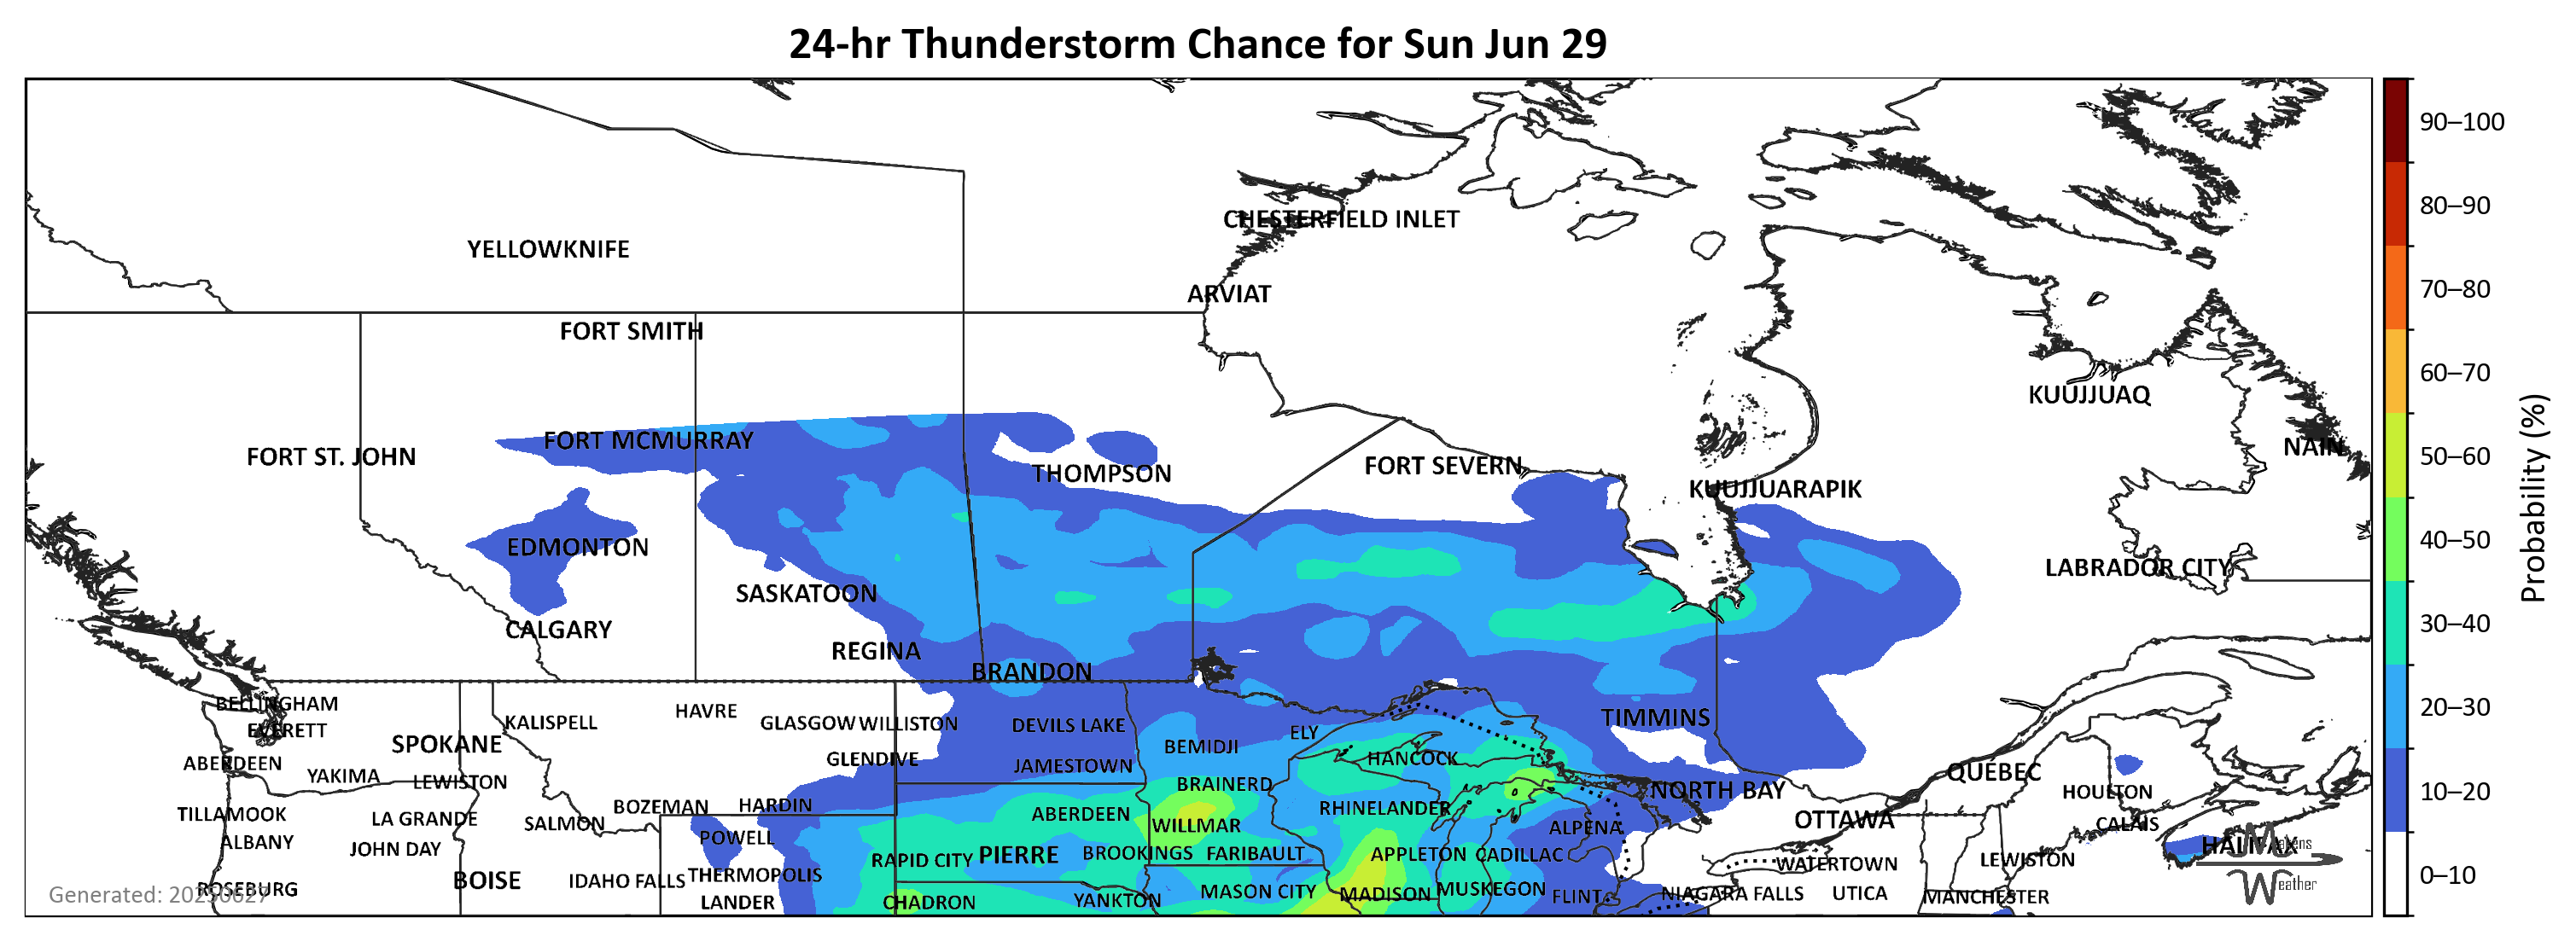 24-hr Thunderstorm Chance for Sun Jun 29
90–100
80–90
70–80
60–70
50–60
40–50
30–40
20–30
10–20
0–10
Probability (%)
CHESTERFIELD INLET
YELLOWKNIFE
ARVIAT
FORT SMITH
KUUJJUAQ
FORT MCMURRAY
NAIN
FORT ST. JOHN
FORT SEVERN
THOMPSON
KUUJJUARAPIK
EDMONTON
LABRADOR CITY
SASKATOON
CALGARY
REGINA
BRANDON
BELLINGHAM
HAVRE
TIMMINS
KALISPELL
GLASGOW
WILLISTON
DEVILS LAKE
EVERETT
ELY
SPOKANE
BEMIDJI
HANCOCK
GLENDIVE
ABERDEEN
JAMESTOWN
QUÉBEC
YAKIMA
LEWISTON
BRAINERD
NORTH BAY
HOULTON
BOZEMAN
HARDIN
RHINELANDER
TILLAMOOK
LA GRANDE
ABERDEEN
OTTAWA
SALMON
WILLMAR
ALPENA
CALAIS
POWELL
ALBANY
HALIFAX
Makens
Weather
JOHN DAY
RAPID CITY
PIERRE
BROOKINGS
FARIBAULT
APPLETON
CADILLAC
WATERTOWN
LEWISTON
THERMOPOLIS
BOISE
IDAHO FALLS
ROSEBURG
Generated: 20250627
MASON CITY
MADISON
MUSKEGON
FLINT
NIAGARA FALLS
UTICA
MANCHESTER
LANDER
CHADRON
YANKTON